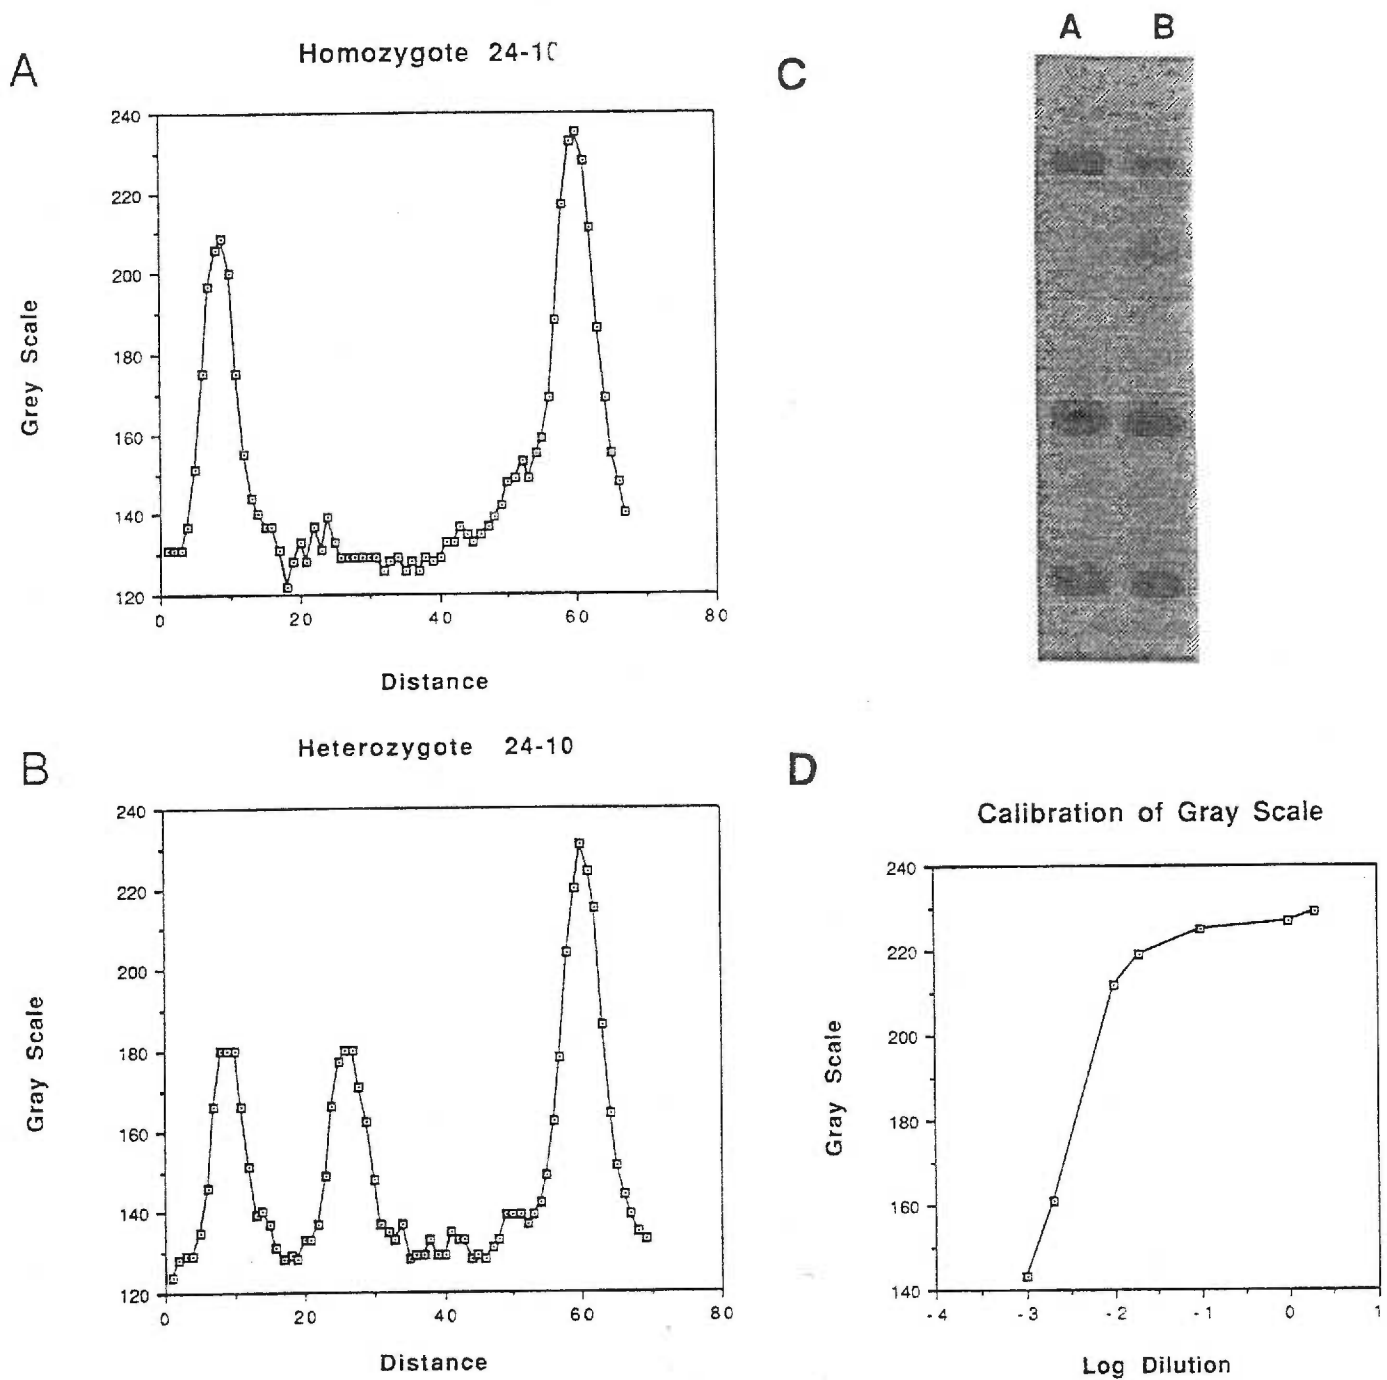 A
Homozygote 24-10
240
220
200
180
160
140
120
Grey Scale
0 20 40 60 80
Distance
B
Heterozygote 24-10
240
220
200
180
160
140
120
Gray Scale
0 20 40 60 80
Distance
C
A B
D
Calibration of Gray Scale
240
220
200
180
160
140
Gray Scale
-4 -3 -2 -1 0 1
Log Dilution